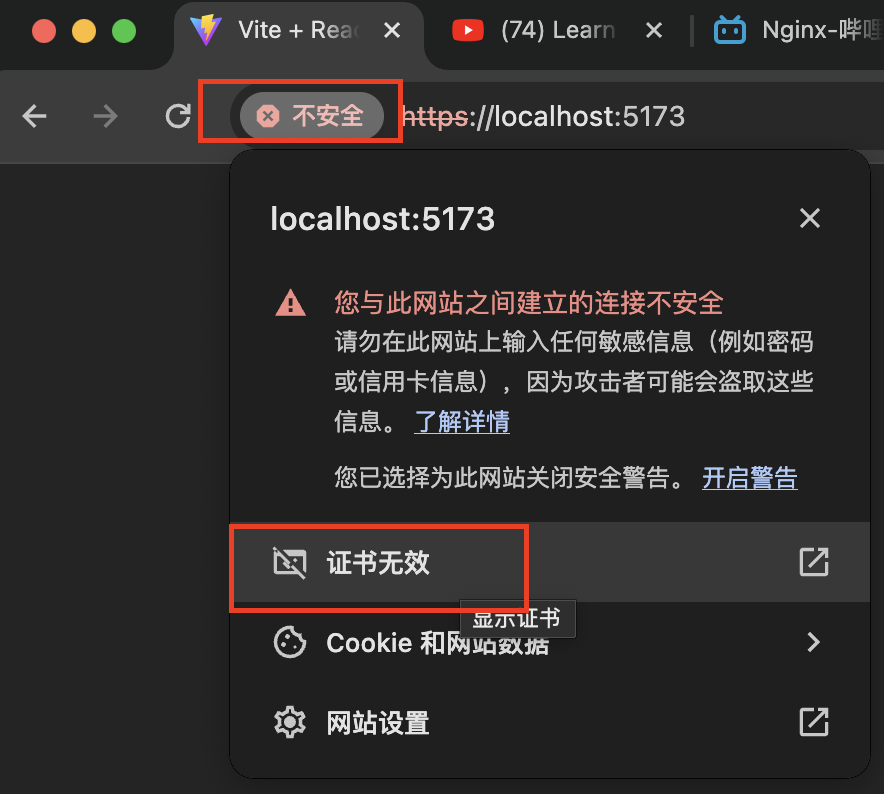 Vite + Rea
(74) Learn
Nginx-哔哩
不安全
https://localhost:5173
localhost:5173
您与此网站之间建立的连接不安全
请勿在此网站上输入任何敏感信息（例如密码
或信用卡信息），因为攻击者可能会盗取这些
信息。 了解详情
您已选择为此网站关闭安全警告。 开启警告
证书无效
显示证书
Cookie 和网站数据
网站设置